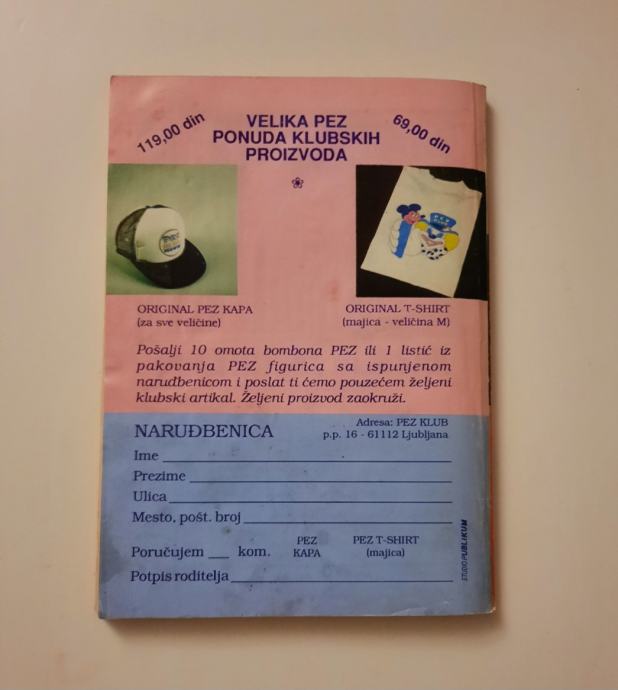 119,00 din
VELIKA PEZ
PONUDA KLUBSKIH
PROIZVODA
69,00 din
ORIGINAL PEZ KAPA
(za sve veličine)
ORIGINAL T-SHIRT
(majica - veličina M)
Pošalji 10 omota bombona PEZ ili 1 listić iz
pakovanja PEZ figurica sa ispunjenom
naruđbenicom i poslat ti ćemo pouzećem željeni
klubski artikal. Željeni proizvod zaokruži.
NARUĐBENICA
Adresa: PEZ KLUB
p.p. 16 - 61112 Ljubljana
Ime
Prezime
Ulica
Mesto, pošt. broj
Poručujem ___ kom.
PEZ
KAPA
PEZ T-SHIRT
(majica)
Potpis roditelja
STUDIO PUBLIKUM